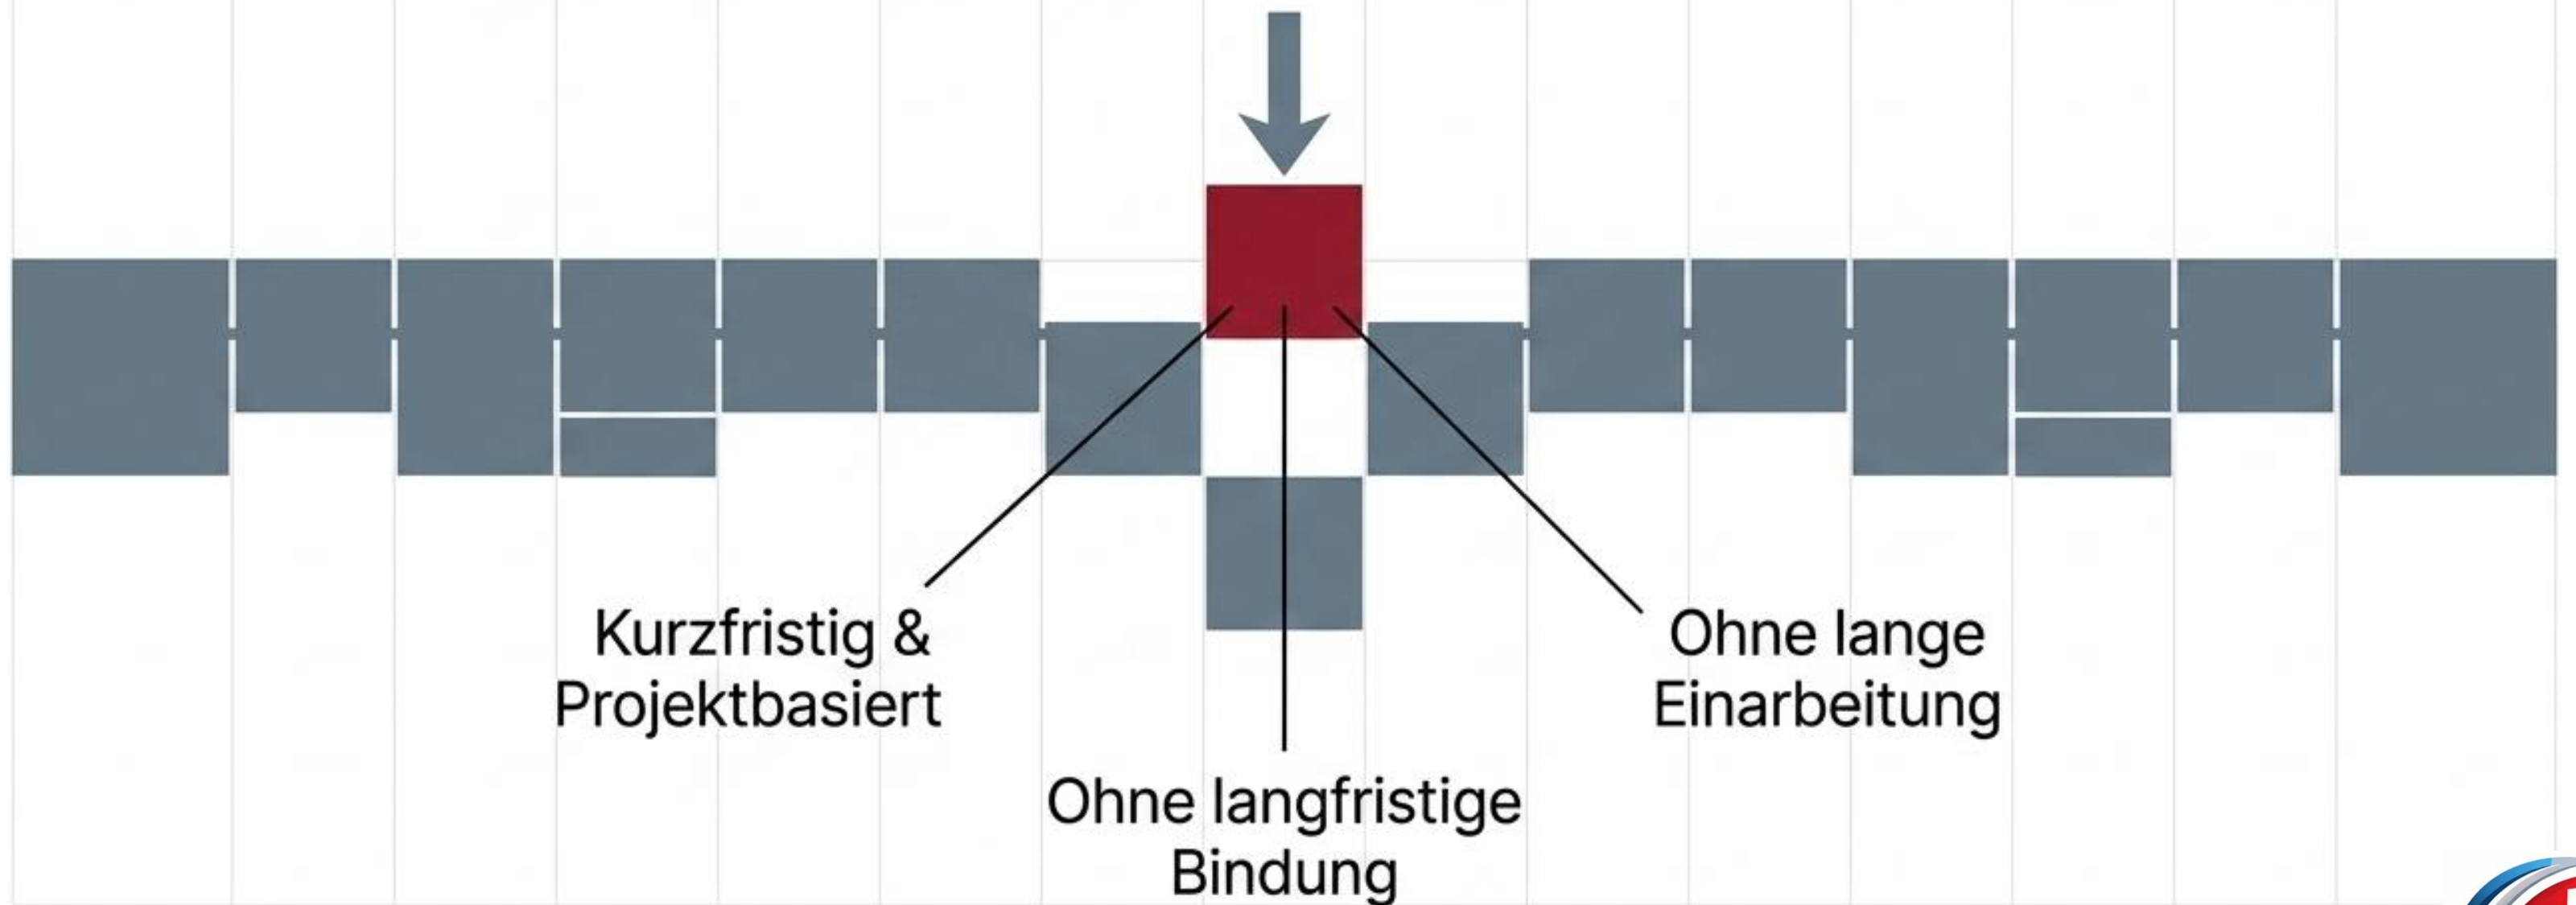 Kurzfristig &
Projektbasiert
Ohne lange
Einarbeitung
Ohne langfristige
Bindung